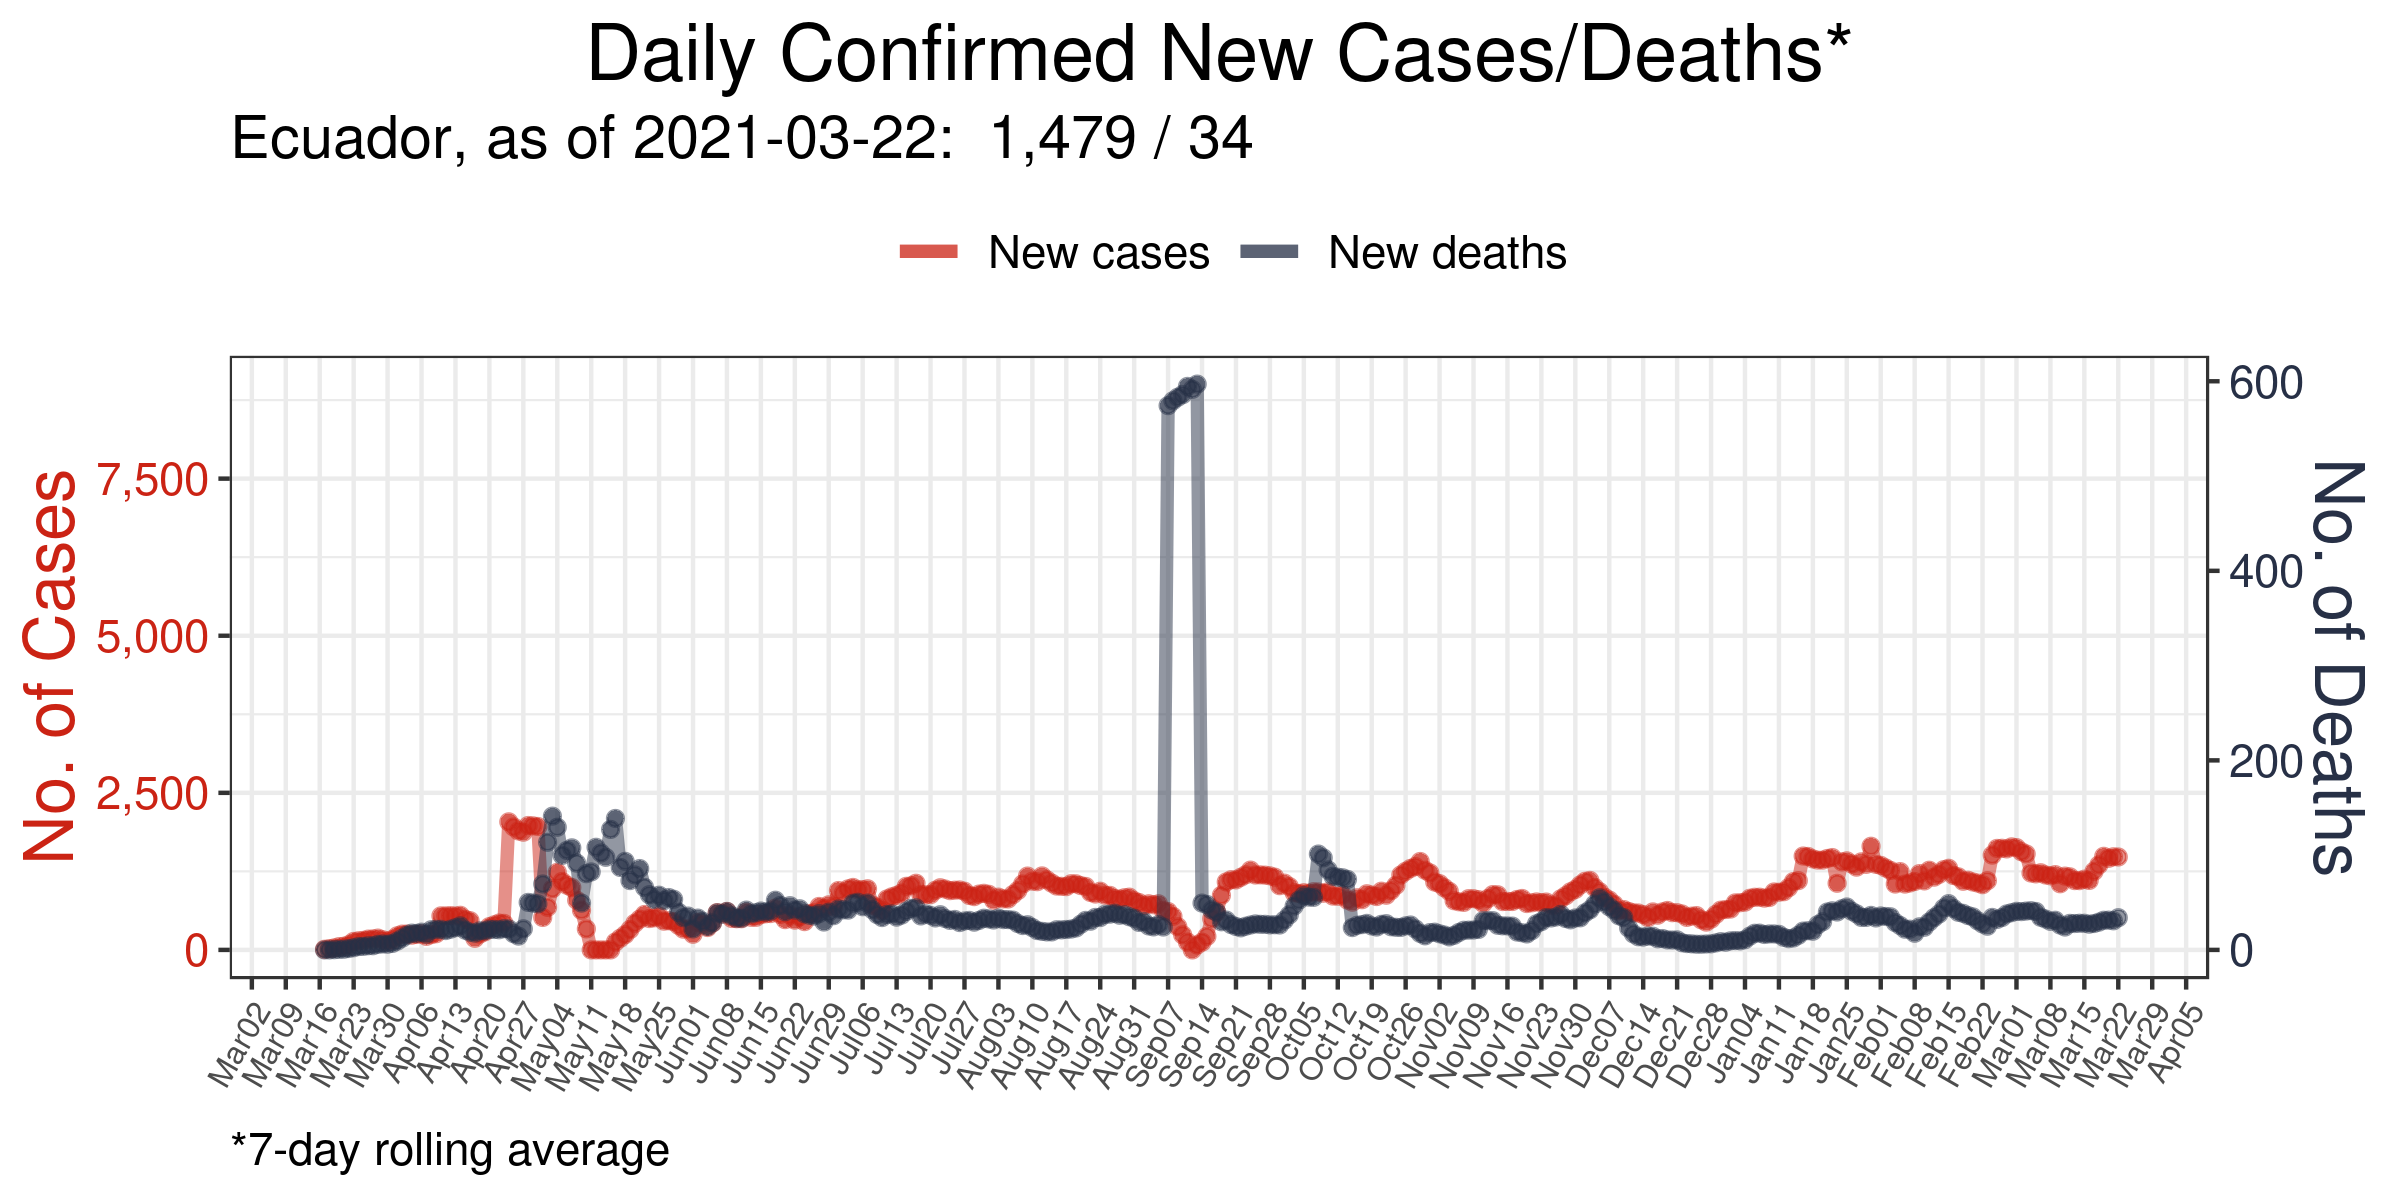 Daily Confirmed New Cases/Deaths*
Ecuador, as of 2021-03-22:  1,479 / 34
New cases
New deaths
No. of Cases
7,500
5,000
2,500
0
600
400
200
0
No. of Deaths
Mar02
Mar09
Mar16
Mar23
Mar30
Apr06
Apr13
Apr20
Apr27
May04
May11
May18
May25
Jun01
Jun08
Jun15
Jun22
Jun29
Jul06
Jul13
Jul20
Jul27
Aug03
Aug10
Aug17
Aug24
Aug31
Sep07
Sep14
Sep21
Sep28
Oct05
Oct12
Oct19
Oct26
Nov02
Nov09
Nov16
Nov23
Nov30
Dec07
Dec14
Dec21
Dec28
Jan04
Jan11
Jan18
Jan25
Feb01
Feb08
Feb15
Feb22
Mar01
Mar08
Mar15
Mar22
Mar29
Apr05
*7-day rolling average